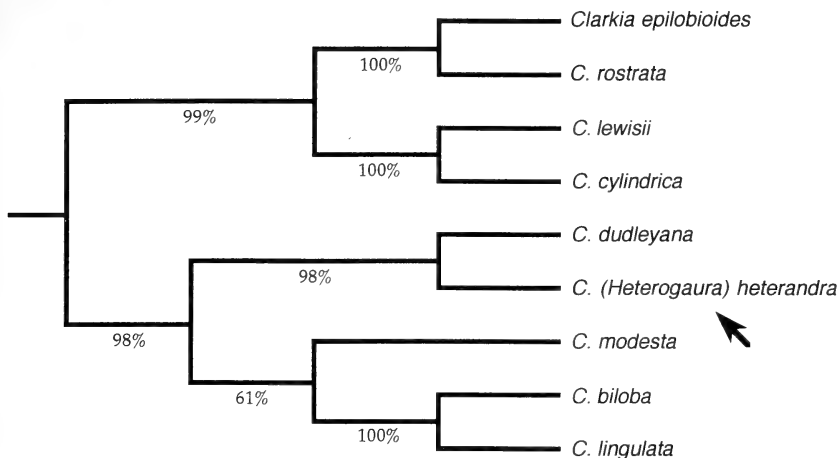 Clarkia epilobioides
100%
C. rostrata
99%
C. lewisii
100%
C. cylindrica
C. dudleyana
98%
C. (Heterogaura) heterandra
98%
C. modesta
61%
C. biloba
100%
C. lingulata